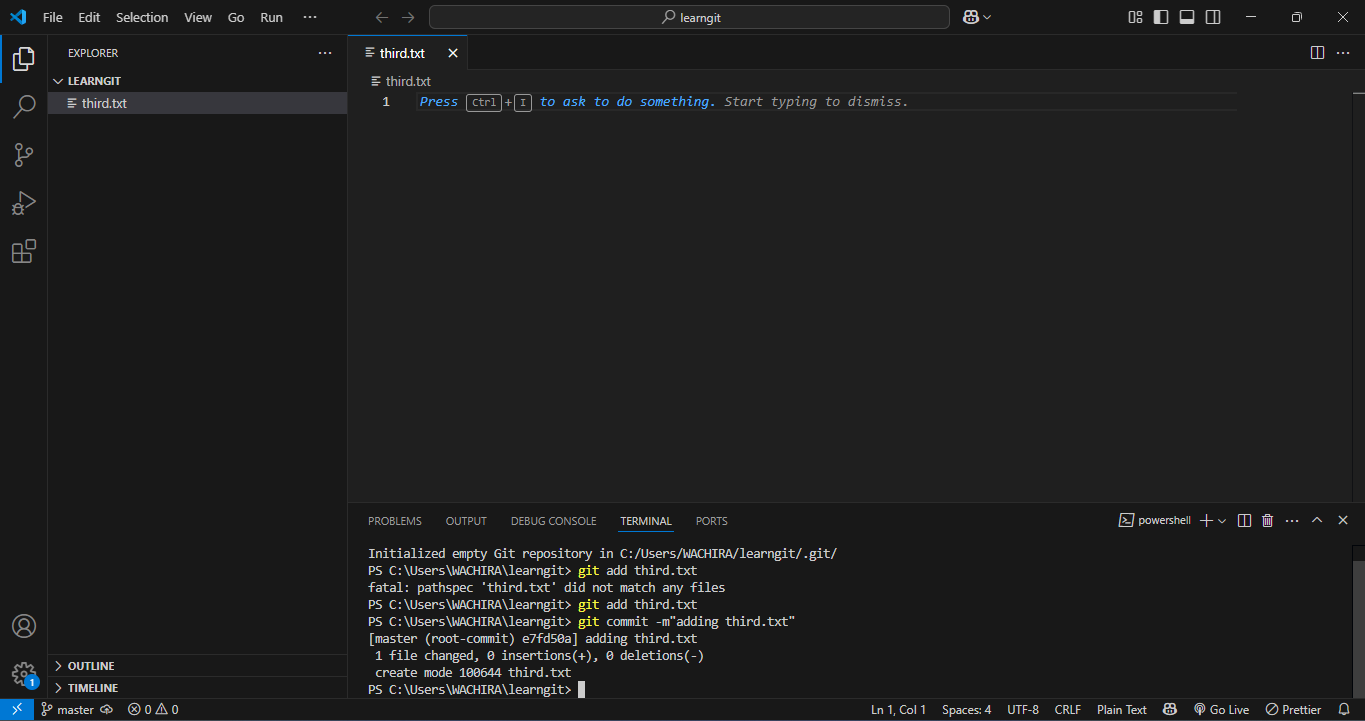 File Edit Selection View Go Run ···
learngit
EXPLORER ···
LEARNGIT
third.txt
OUTLINE
TIMELINE
1
third.txt
third.txt
1 Press Ctrl+I to ask to do something. Start typing to dismiss.
PROBLEMS OUTPUT DEBUG CONSOLE TERMINAL PORTS
powershell
Initialized empty Git repository in C:/Users/WACHIRA/learngit/.git/
PS C:\Users\WACHIRA\learngit> git add third.txt
fatal: pathspec 'third.txt' did not match any files
PS C:\Users\WACHIRA\learngit> git add third.txt
PS C:\Users\WACHIRA\learngit> git commit -m"adding third.txt"
[master (root-commit) e7fd50a] adding third.txt
 1 file changed, 0 insertions(+), 0 deletions(-)
 create mode 100644 third.txt
PS C:\Users\WACHIRA\learngit>
master 0 0 Ln 1, Col 1 Spaces: 4 UTF-8 CRLF Plain Text Go Live Prettier